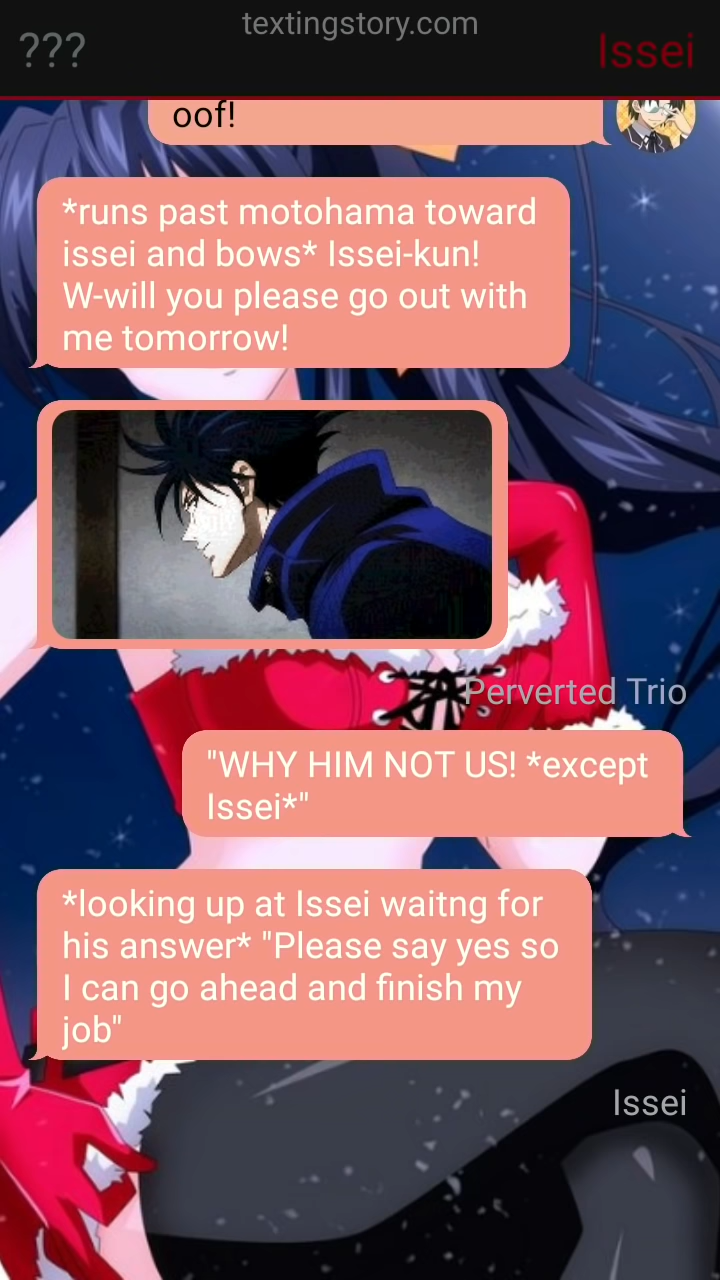 textingstory.com
???
Issei
oof!
*runs past motohama toward
issei and bows* Issei-kun!
W-will you please go out with
me tomorrow!
Perverted Trio
"WHY HIM NOT US! *except
Issei*"
*looking up at Issei waitng for
his answer* "Please say yes so
I can go ahead and finish my
job"
Issei